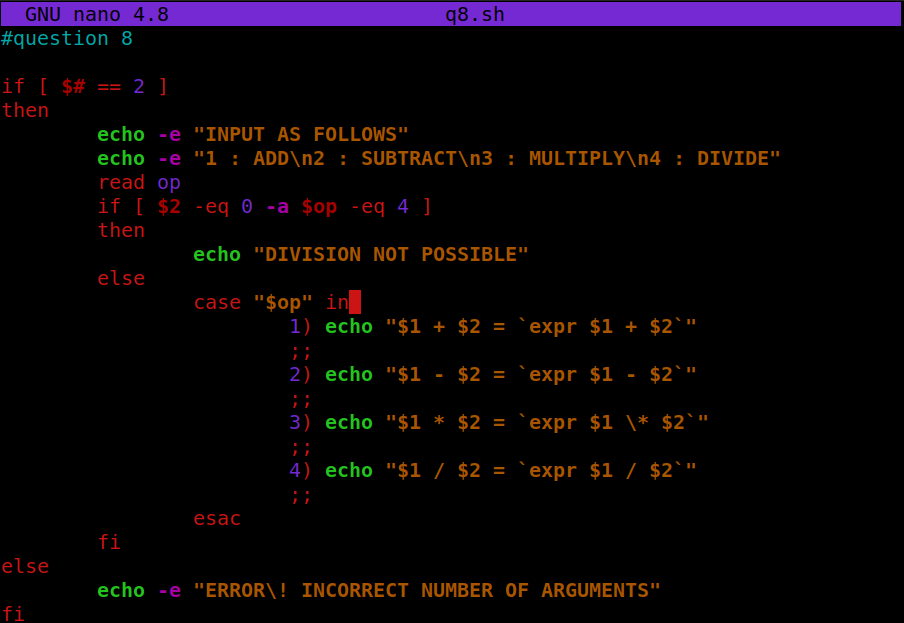 GNU nano 4.8 q8.sh
#question 8
if [ $# == 2 ]
then
echo -e "INPUT AS FOLLOWS"
echo -e "1 : ADD\n2 : SUBTRACT\n3 : MULTIPLY\n4 : DIVIDE"
read op
if [ $2 -eq 0 -a $op -eq 4 ]
then
echo "DIVISION NOT POSSIBLE"
else
case "$op" in
1) echo "$1 + $2 = `expr $1 + $2`"
;;
2) echo "$1 - $2 = `expr $1 - $2`"
;;
3) echo "$1 * $2 = `expr $1 \* $2`"
;;
4) echo "$1 / $2 = `expr $1 / $2`"
;;
esac
fi
else
echo -e "ERROR\! INCORRECT NUMBER OF ARGUMENTS"
fi